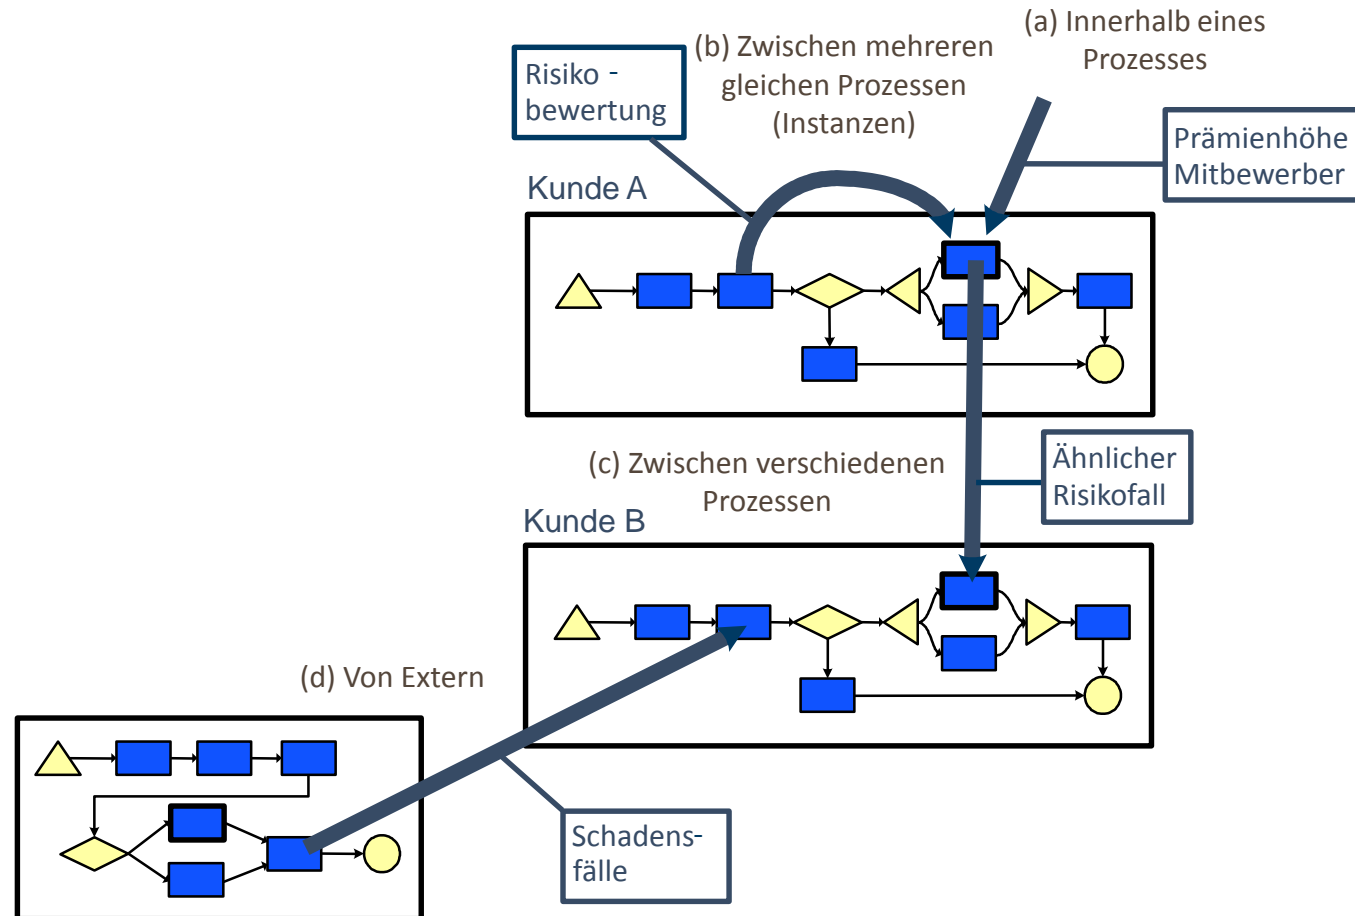 (a) Innerhalb eines
Prozesses
(b) Zwischen mehreren
gleichen Prozessen
(Instanzen)
Risiko -
bewertung
Prämienhöhe
Mitbewerber
Kunde A
(c) Zwischen verschiedenen
Prozessen
Ähnlicher
Risikofall
Kunde B
(d) Von Extern
Schadens-
fälle